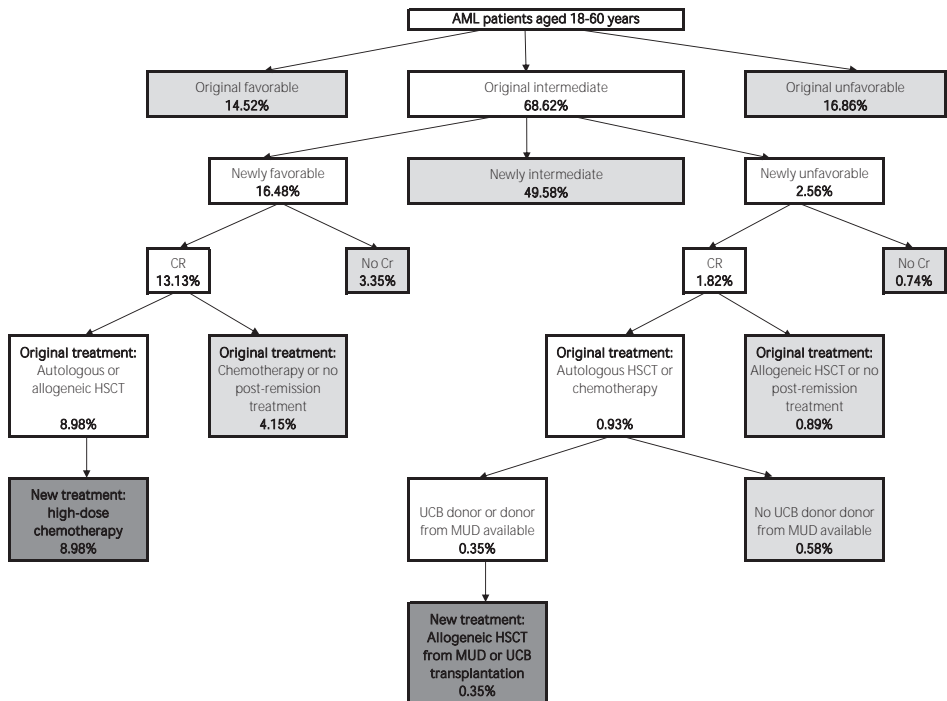 AML patients aged 18-60 years
Original favorable
14.52%
Original intermediate
68.62%
Original unfavorable
16.86%
Newly favorable
16.48%
Newly intermediate
49.58%
Newly unfavorable
2.56%
CR
13.13%
No Cr
3.35%
CR
1.82%
No Cr
0.74%
Original treatment:
Autologous or
allogeneic HSCT
8.98%
Original treatment:
Chemotherapy or no
post-remission
treatment
4.15%
Original treatment:
Autologous HSCT or
chemotherapy
0.93%
Original treatment:
Allogeneic HSCT or no
post-remission
treatment
0.89%
New treatment:
high-dose
chemotherapy
8.98%
UCB donor or donor
from MUD available
0.35%
No UCB donor donor
from MUD available
0.58%
New treatment:
Allogeneic HSCT
from MUD or UCB
transplantation
0.35%